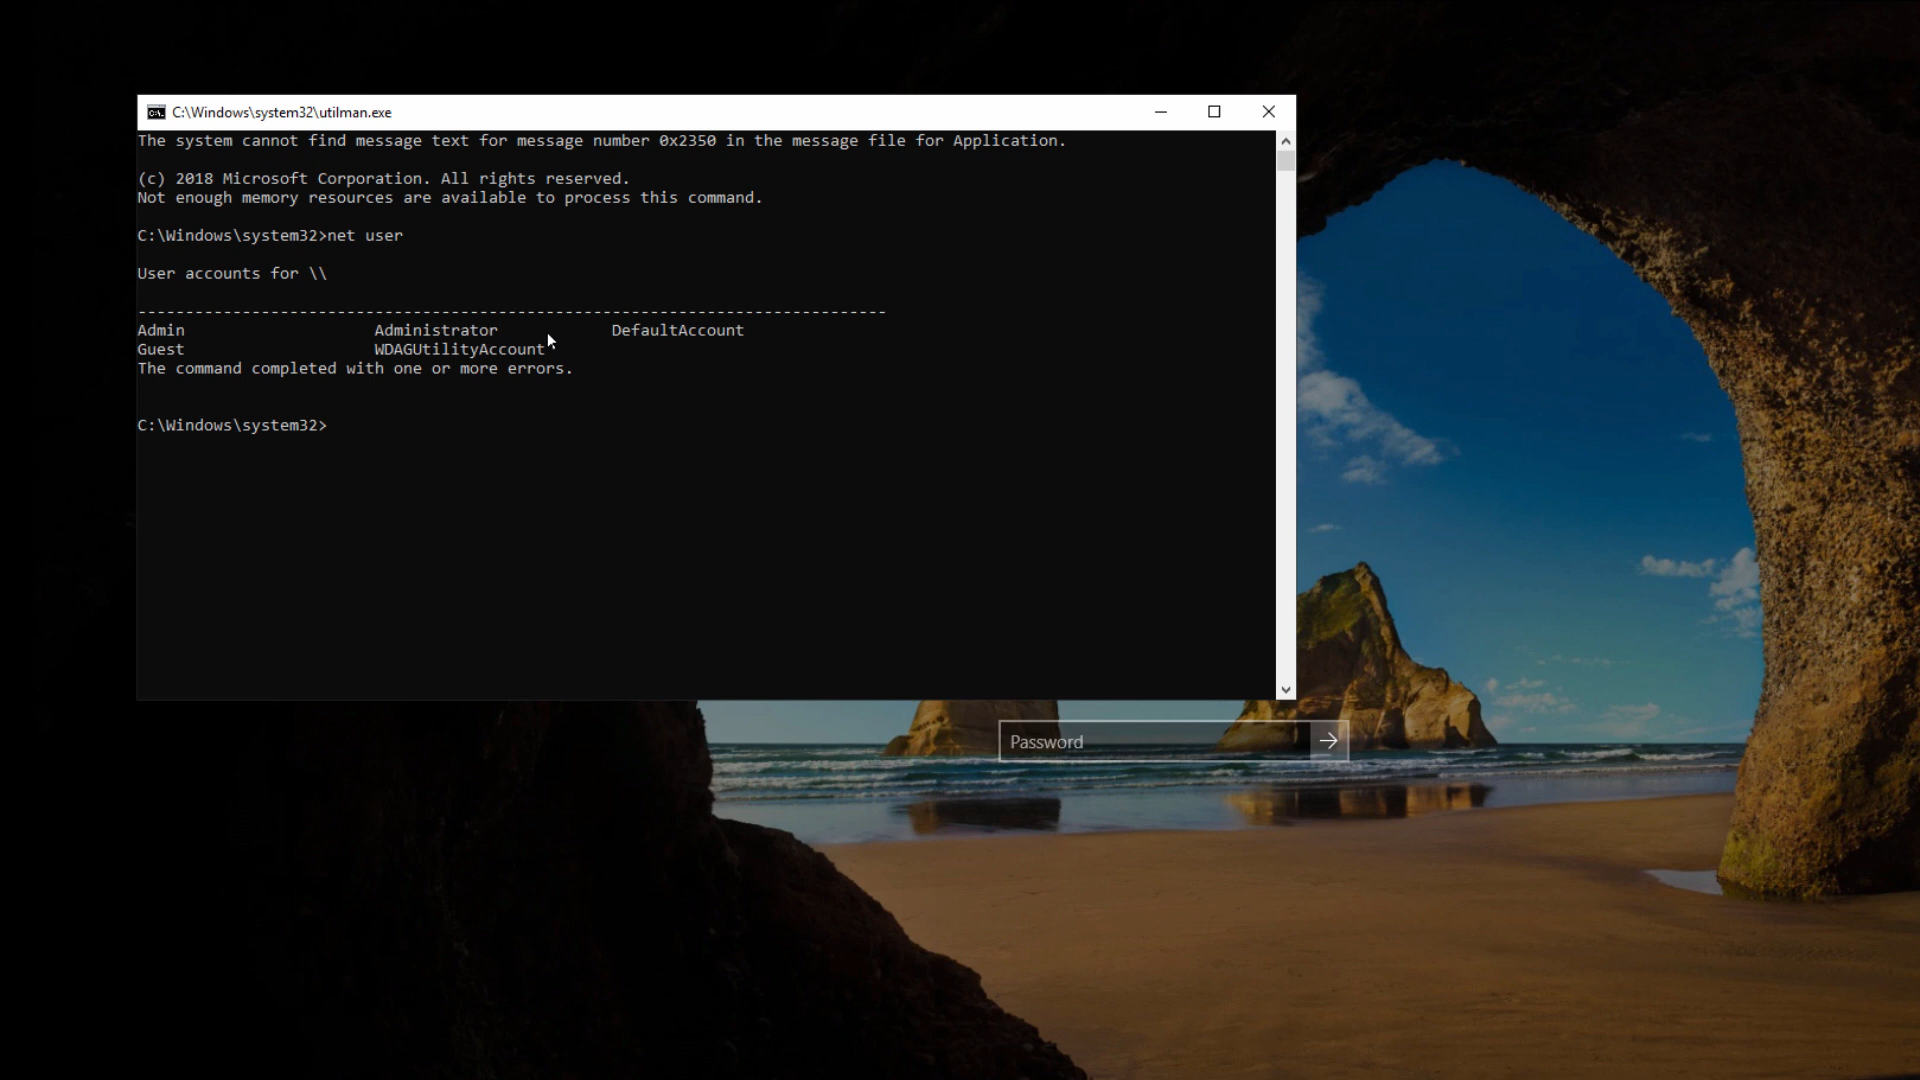 C:\Windows\system32\utilman.exe
The system cannot find message text for message number 0x2350 in the message file for Application.
(c) 2018 Microsoft Corporation. All rights reserved.
Not enough memory resources are available to process this command.
C:\Windows\system32>net user
User accounts for \\
-------------------------------------------------------------------------------
Admin                    Administrator            DefaultAccount
Guest                    WDAGUtilityAccount
The command completed with one or more errors.
C:\Windows\system32>
Password